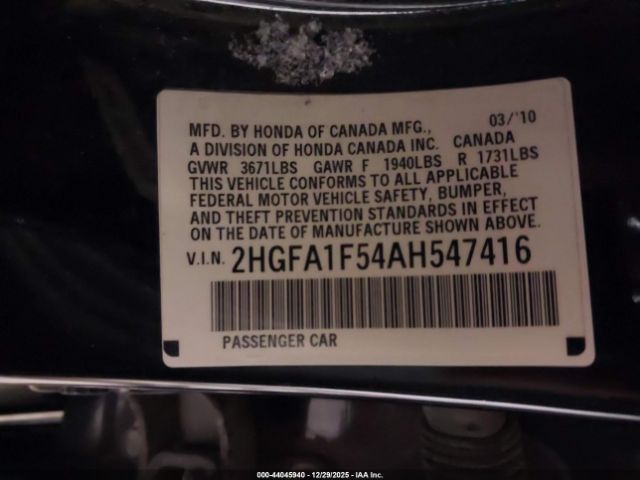 03/'10
MFD. BY HONDA OF CANADA MFG.,
A DIVISION OF HONDA CANADA INC. CANADA
GVWR 3671LBS GAWR F 1940LBS R 1731LBS
THIS VEHICLE CONFORMS TO ALL APPLICABLE
FEDERAL MOTOR VEHICLE SAFETY, BUMPER,
AND THEFT PREVENTION STANDARDS IN EFFECT
ON THE DATE OF MANUFACTURE SHOWN ABOVE.
V.I.N. 2HGFA1F54AH547416
PASSENGER CAR
000-44045940 - 12/29/2025 - IAA Inc.